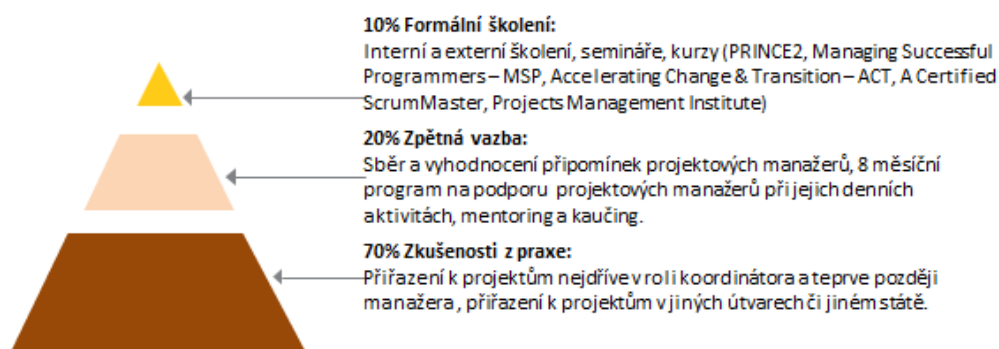 10% Formální školení:
Interní a externí školení, semináře, kurzy (PRINCE2, Managing Successful
Programmers – MSP, Accelerating Change & Transition – ACT, A Certified
ScrumMaster, Projects Management Institute)
20% Zpětná vazba:
Sběr a vyhodnocení připomínek projektových manažerů, 8 měsíční
program na podporu projektových manažerů při jejich denních
aktivitách, mentoring a kaučing.
70% Zkušenosti z praxe:
Přiřazení k projektům nejdříve v roli koordinátora a teprve později
manažera , přiřazení k projektům v jiných útvarech či jiném státě.